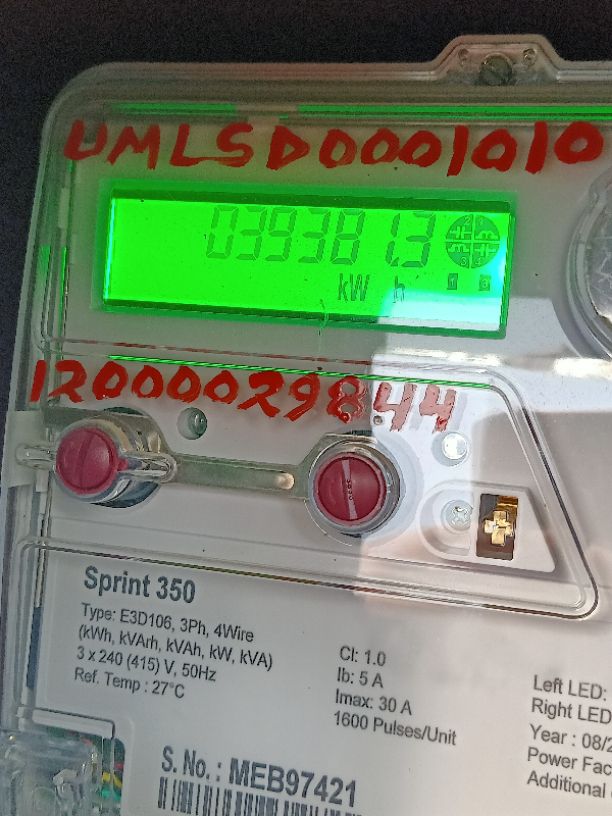 UMLSD0001010
039381.3
kW h
12000029844
Sprint 350
Type: E3D106, 3Ph, 4Wire
(kWh, kVArh, kVAh, kW, kVA)
3 x 240 (415) V, 50Hz
Ref. Temp : 27°C
Cl: 1.0
Ib: 5 A
Imax: 30 A
1600 Pulses/Unit
Left LED:
Right LED
Year : 08/2
Power Fac
Additional
S. No. : MEB97421